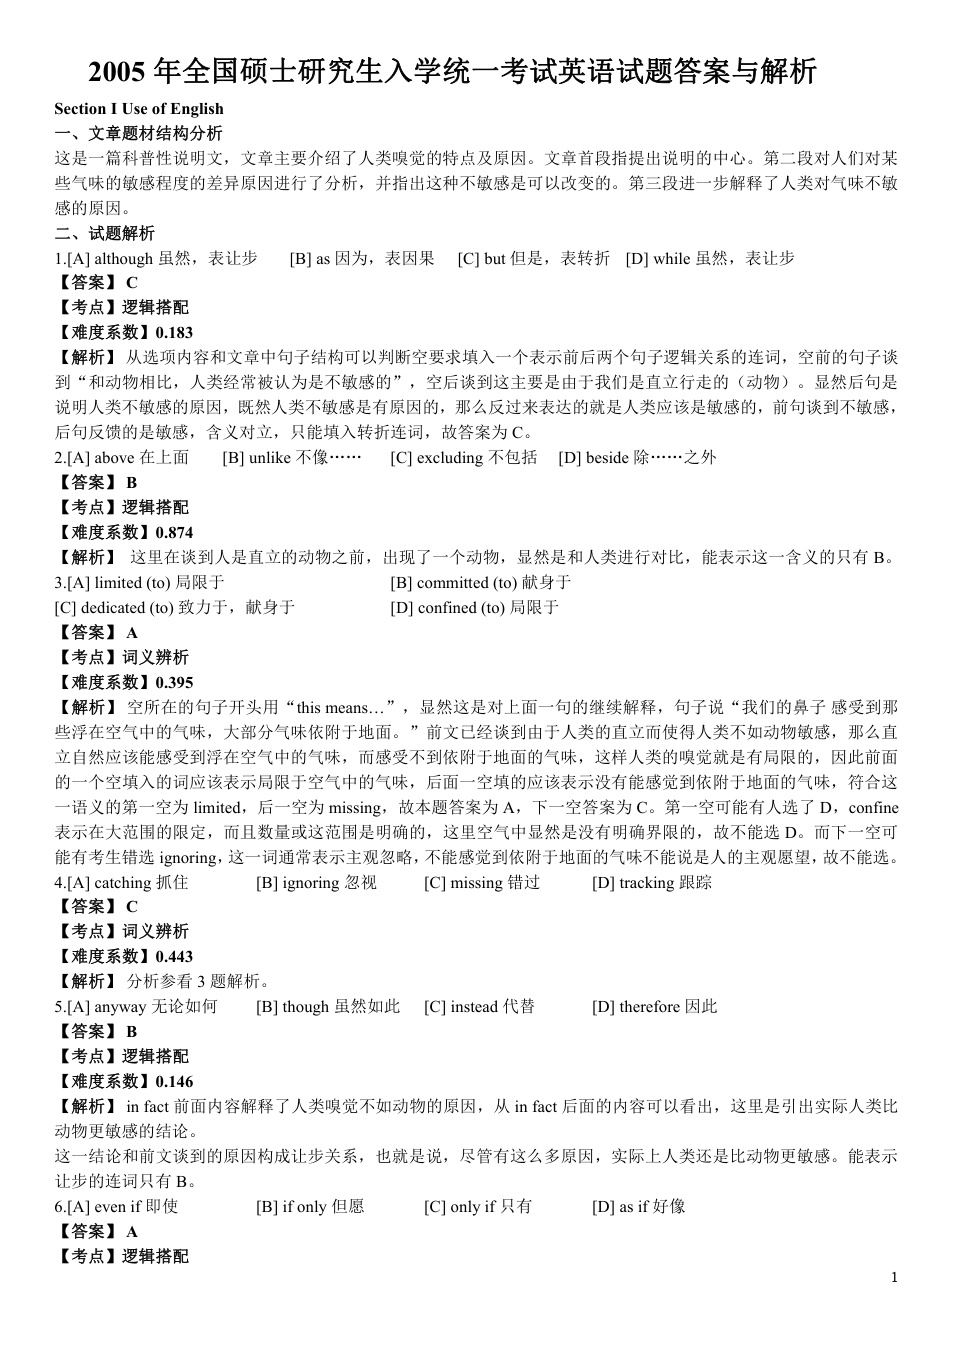 2005 年全国硕士研究生入学统一考试英语试题答案与解析
Section I Use of English
一、文章题材结构分析
这是一篇科普性说明文，文章主要介绍了人类嗅觉的特点及原因。文章首段指提出说明的中心。第二段对人们对某
些气味的敏感程度的差异原因进行了分析，并指出这种不敏感是可以改变的。第三段进一步解释了人类对气味不敏
感的原因。
二、试题解析
1.[A] although 虽然，表让步 [B] as 因为，表因果 [C] but 但是，表转折 [D] while 虽然，表让步
【答案】 C
【考点】逻辑搭配
【难度系数】0.183
【解析】 从选项内容和文章中句子结构可以判断空要求填入一个表示前后两个句子逻辑关系的连词，空前的句子谈
到“和动物相比，人类经常被认为是不敏感的”，空后谈到这主要是由于我们是直立行走的（动物）。显然后句是
说明人类不敏感的原因，既然人类不敏感是有原因的，那么反过来表达的就是人类应该是敏感的，前句谈到不敏感，
后句反馈的是敏感，含义对立，只能填入转折连词，故答案为 C。
2.[A] above 在上面 [B] unlike 不像…… [C] excluding 不包括 [D] beside 除……之外
【答案】 B
【考点】逻辑搭配
【难度系数】0.874
【解析】 这里在谈到人是直立的动物之前，出现了一个动物，显然是和人类进行对比，能表示这一含义的只有 B。
3.[A] limited (to) 局限于 [B] committed (to) 献身于
[C] dedicated (to) 致力于，献身于 [D] confined (to) 局限于
【答案】 A
【考点】词义辨析
【难度系数】0.395
【解析】 空所在的句子开头用“this means…”，显然这是对上面一句的继续解释，句子说“我们的鼻子 感受到那
些浮在空气中的气味，大部分气味依附于地面。”前文已经谈到由于人类的直立而使得人类不如动物敏感，那么直
立自然应该能感受到浮在空气中的气味，而感受不到依附于地面的气味，这样人类的嗅觉就是有局限的，因此前面
的一个空填入的词应该表示局限于空气中的气味，后面一空填的应该表示没有能感觉到依附于地面的气味，符合这
一语义的第一空为 limited，后一空为 missing，故本题答案为 A，下一空答案为 C。第一空可能有人选了 D，confine
表示在大范围的限定，而且数量或这范围是明确的，这里空气中显然是没有明确界限的，故不能选 D。而下一空可
能有考生错选 ignoring，这一词通常表示主观忽略，不能感觉到依附于地面的气味不能说是人的主观愿望，故不能选。
4.[A] catching 抓住 [B] ignoring 忽视 [C] missing 错过 [D] tracking 跟踪
【答案】 C
【考点】词义辨析
【难度系数】0.443
【解析】 分析参看 3 题解析。
5.[A] anyway 无论如何 [B] though 虽然如此 [C] instead 代替 [D] therefore 因此
【答案】 B
【考点】逻辑搭配
【难度系数】0.146
【解析】 in fact 前面内容解释了人类嗅觉不如动物的原因，从 in fact 后面的内容可以看出，这里是引出实际人类比
动物更敏感的结论。
这一结论和前文谈到的原因构成让步关系，也就是说，尽管有这么多原因，实际上人类还是比动物更敏感。能表示
让步的连词只有 B。
6.[A] even if 即使 [B] if only 但愿 [C] only if 只有 [D] as if 好像
【答案】 A
【考点】逻辑搭配
1